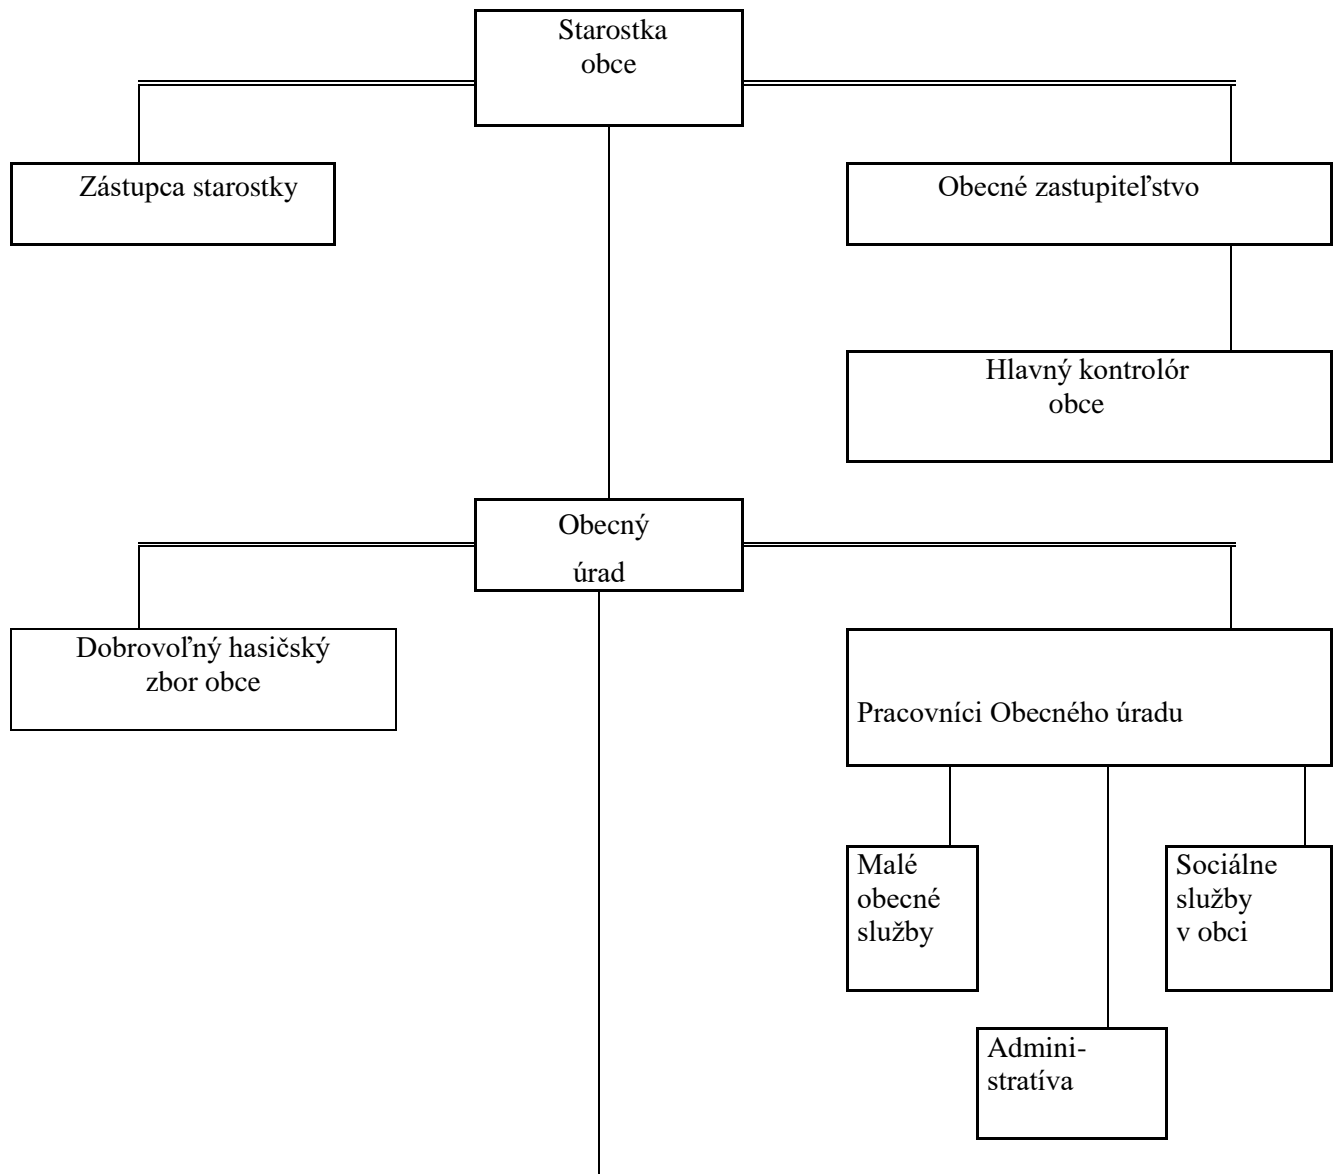 Starostka
obce
Zástupca starostky
Obecné zastupiteľstvo
Hlavný kontrolór
obce
Obecný
úrad
Dobrovoľný hasičský
zbor obce
Pracovníci Obecného úradu
Malé
obecné
služby
Sociálne
služby
v obci
Admini-
stratíva